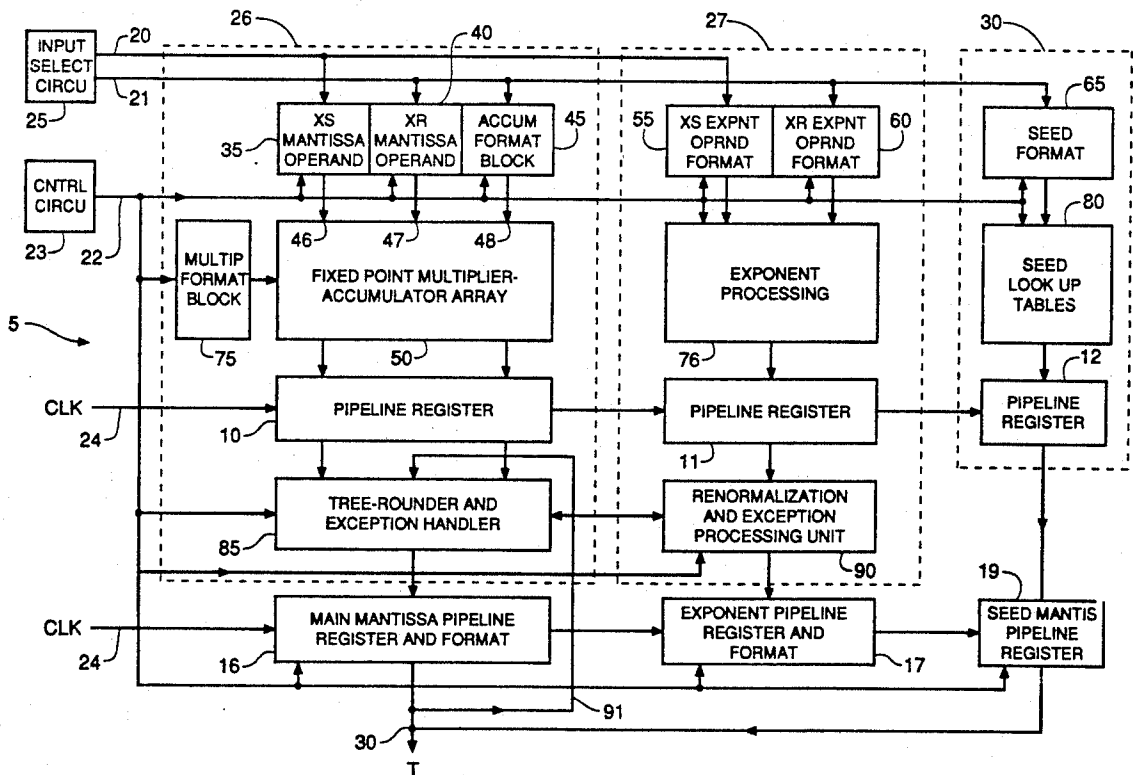 26
40
27
30
INPUT
SELECT
CIRCU
20
21
25
65
XS
MANTISSA
OPERAND
XR
MANTISSA
OPERAND
ACCUM
FORMAT
BLOCK
35
45
55
XS EXPNT
OPRND
FORMAT
XR EXPNT
OPRND
FORMAT
60
SEED
FORMAT
CNTRL
CIRCU
23
22
46
47
48
80
MULTIP
FORMAT
BLOCK
75
FIXED POINT MULTIPLIER-
ACCUMULATOR ARRAY
50
EXPONENT
PROCESSING
76
SEED
LOOK UP
TABLES
5
12
CLK
24
PIPELINE REGISTER
10
PIPELINE REGISTER
11
PIPELINE
REGISTER
TREE-ROUNDER AND
EXCEPTION HANDLER
85
RENORMALIZATION
AND EXCEPTION
PROCESSING UNIT
90
19
CLK
24
MAIN MANTISSA PIPELINE
REGISTER AND FORMAT
16
EXPONENT PIPELINE
REGISTER AND
FORMAT
17
SEED MANTIS
PIPELINE
REGISTER
91
30
T